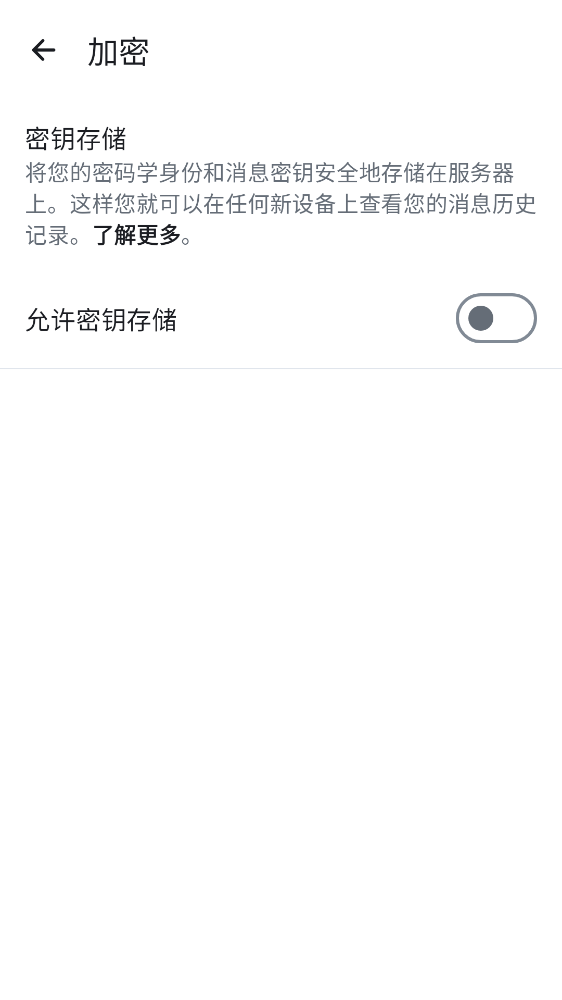 加密
密钥存储
将您的密码学身份和消息密钥安全地存储在服务器
上。这样您就可以在任何新设备上查看您的消息历史
记录。了解更多。
允许密钥存储